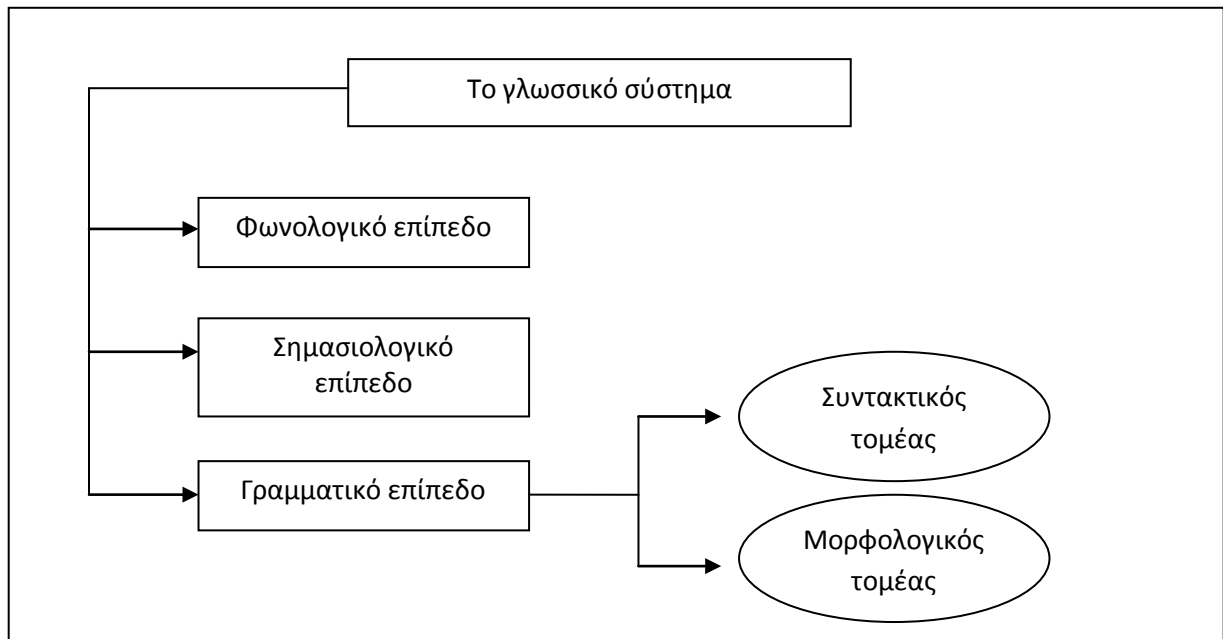 Το γλωσσικό σύστημα
Φωνολογικό επίπεδο
Σημασιολογικό
επίπεδο
Γραμματικό επίπεδο
Συντακτικός
τομέας
Μορφολογικός
τομέας